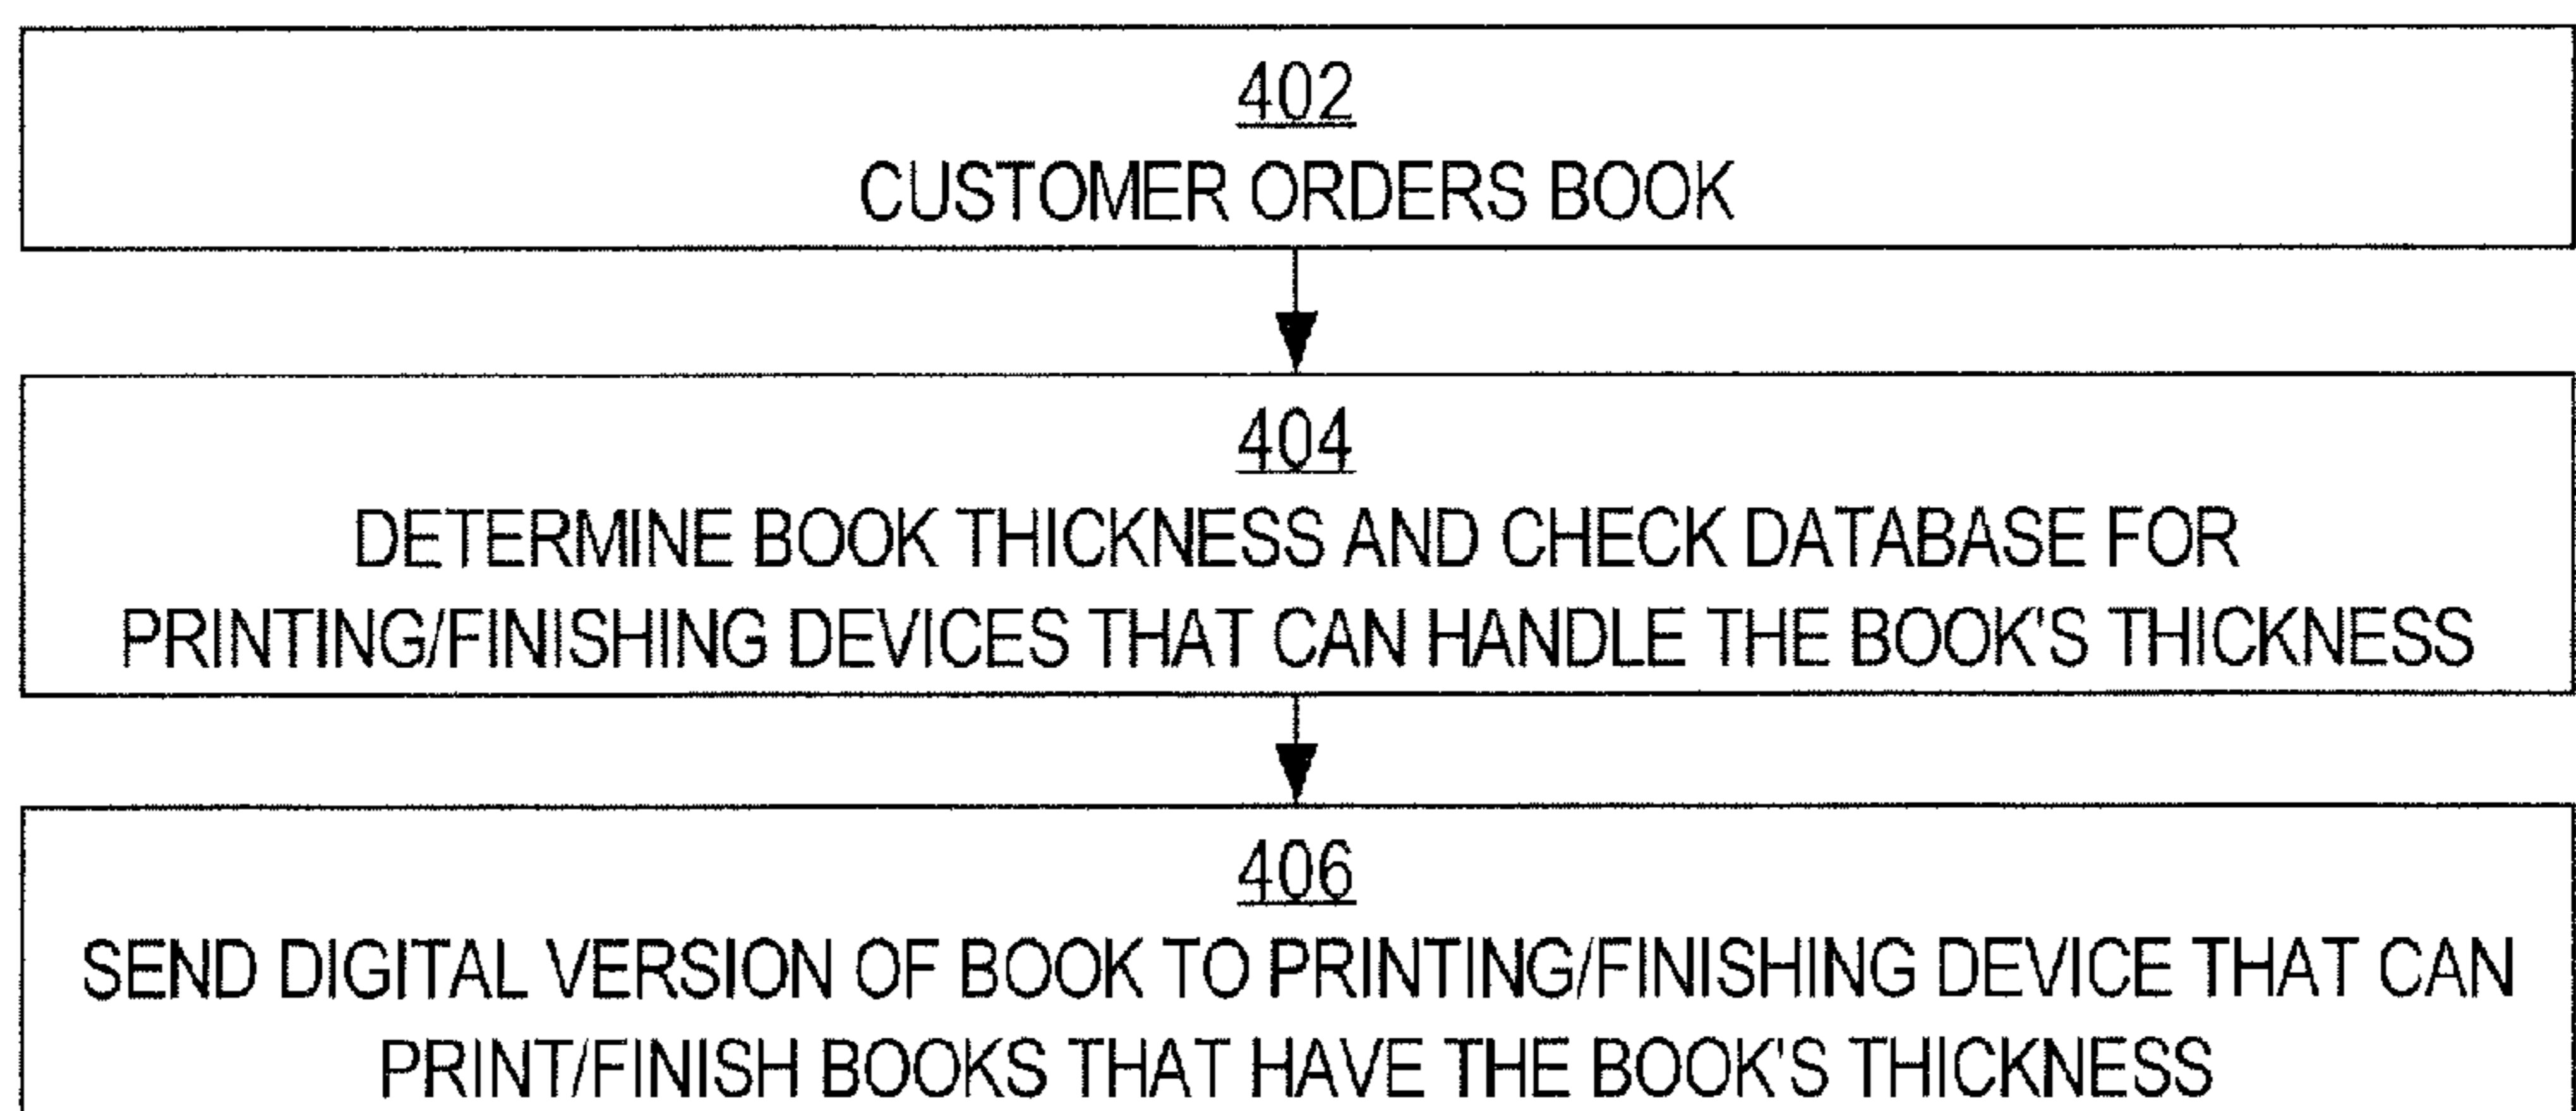 402
CUSTOMER ORDERS BOOK
404
DETERMINE BOOK THICKNESS AND CHECK DATABASE FOR
PRINTING/FINISHING DEVICES THAT CAN HANDLE THE BOOK'S THICKNESS
406
SEND DIGITAL VERSION OF BOOK TO PRINTING/FINISHING DEVICE THAT CAN
PRINT/FINISH BOOKS THAT HAVE THE BOOK'S THICKNESS